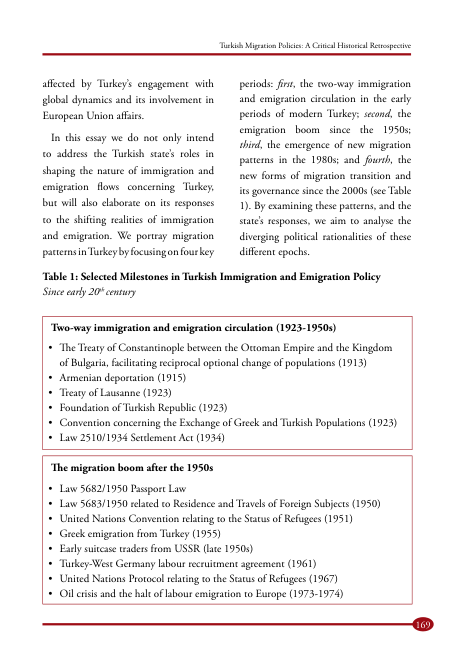 Turkish Migration Policies: A Critical Historical Retrospective
affected by Turkey's engagement with
global dynamics and its involvement in
European Union affairs.
In this essay we do not only intend
to address the Turkish state's roles in
shaping the nature of immigration and
emigration flows concerning Turkey,
but will also elaborate on its responses
to the shifting realities of immigration
and emigration. We portray migration
patterns in Turkey by focusing on four key
periods: first, the two-way immigration
and emigration circulation in the early
periods of modern Turkey; second, the
emigration boom since the 1950s;
third, the emergence of new migration
patterns in the 1980s; and fourth, the
new forms of migration transition and
its governance since the 2000s (see Table
1). By examining these patterns, and the
state's responses, we aim to analyse the
diverging political rationalities of these
different epochs.
Table 1: Selected Milestones in Turkish Immigration and Emigration Policy
Since early 20th century
Two-way immigration and emigration circulation (1923-1950s)
• The Treaty of Constantinople between the Ottoman Empire and the Kingdom
of Bulgaria, facilitating reciprocal optional change of populations (1913)
• Armenian deportation (1915)
• Treaty of Lausanne (1923)
• Foundation of Turkish Republic (1923)
• Convention concerning the Exchange of Greek and Turkish Populations (1923)
• Law 2510/1934 Settlement Act (1934)
The migration boom after the 1950s
• Law 5682/1950 Passport Law
• Law 5683/1950 related to Residence and Travels of Foreign Subjects (1950)
• United Nations Convention relating to the Status of Refugees (1951)
• Greek emigration from Turkey (1955)
• Early suitcase traders from USSR (late 1950s)
• Turkey-West Germany labour recruitment agreement (1961)
• United Nations Protocol relating to the Status of Refugees (1967)
• Oil crisis and the halt of labour emigration to Europe (1973-1974)
169